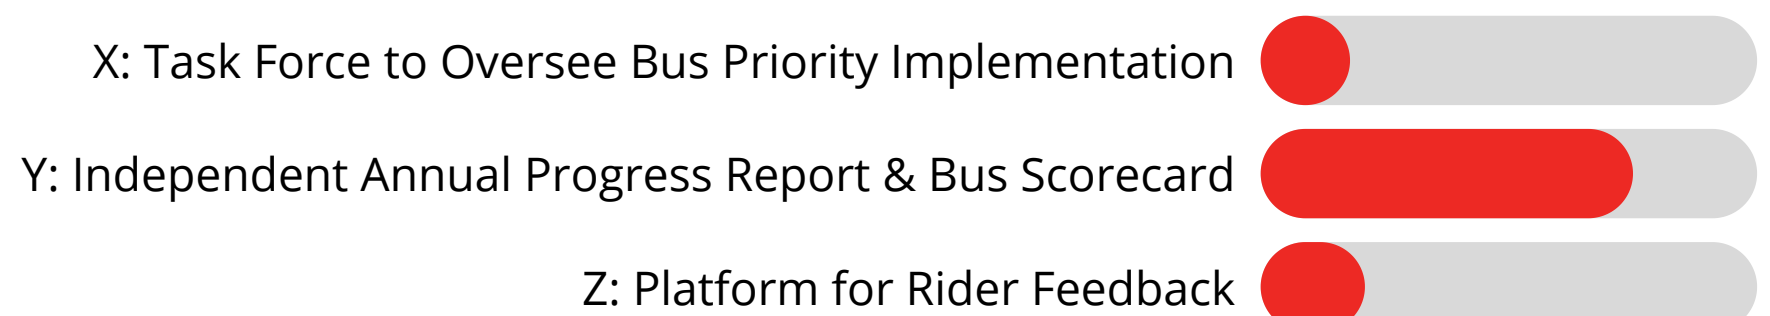 X: Task Force to Oversee Bus Priority Implementation
Y: Independent Annual Progress Report & Bus Scorecard
Z: Platform for Rider Feedback